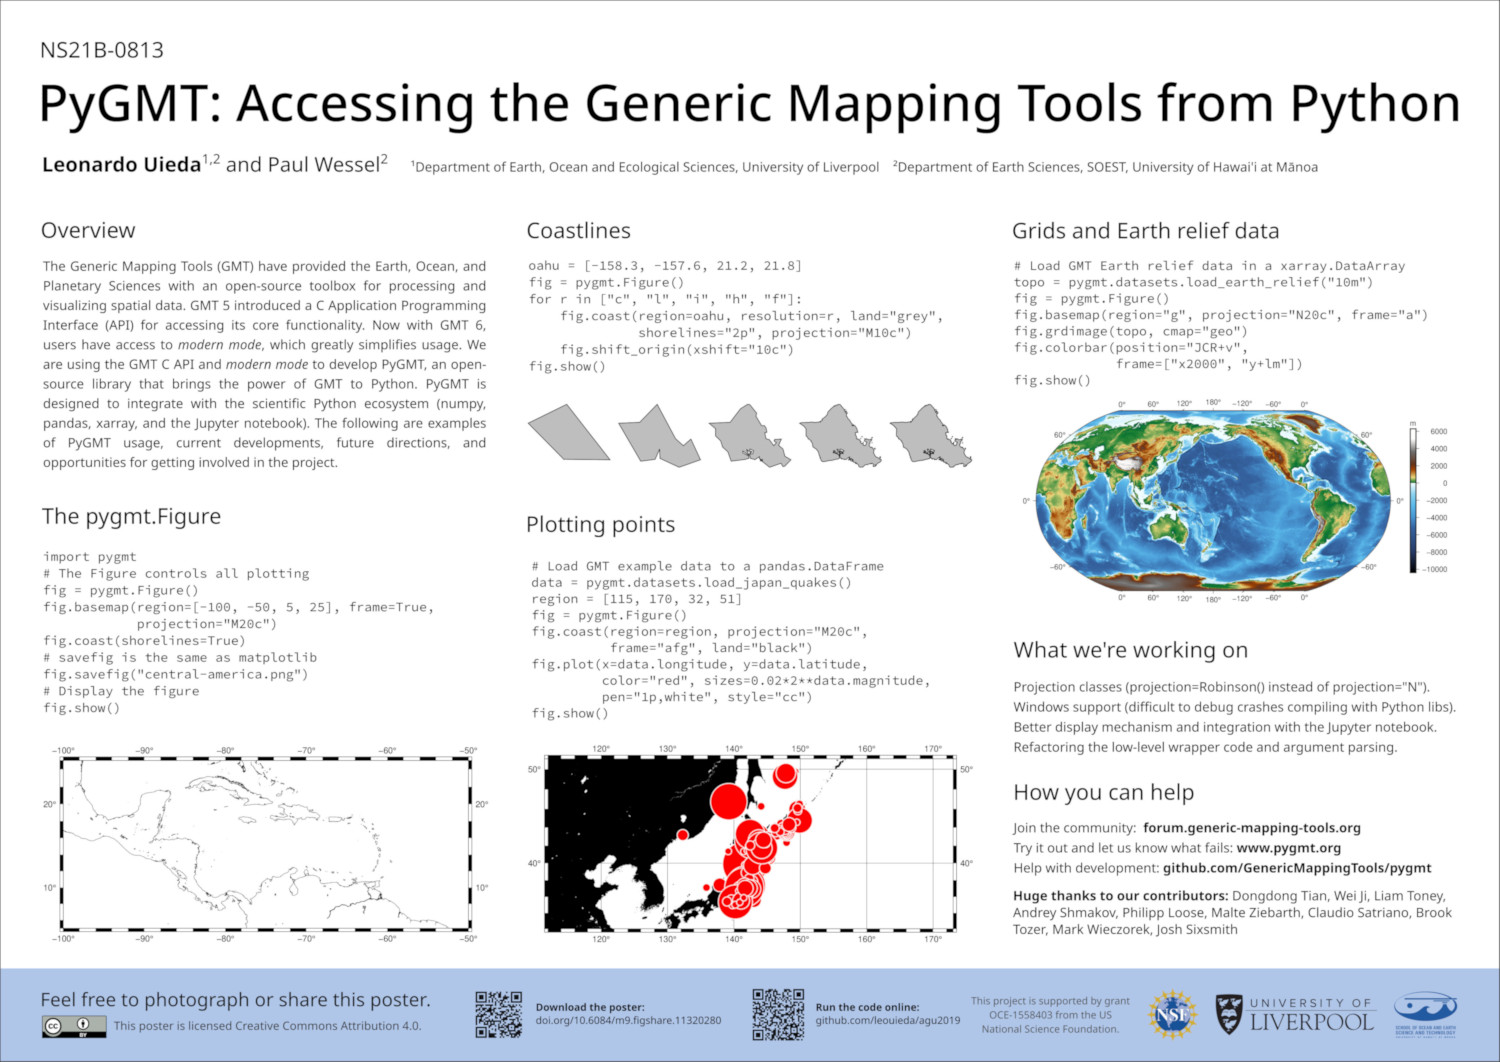 NS21B-0813
PyGMT: Accessing the Generic Mapping Tools from Python
Leonardo Uieda1,2 and Paul Wessel2 1Department of Earth, Ocean and Ecological Sciences, University of Liverpool 2Department of Earth Sciences, SOEST, University of Hawai'i at Mānoa
Overview
The Generic Mapping Tools (GMT) have provided the Earth, Ocean, and
Planetary Sciences with an open-source toolbox for processing and
visualizing spatial data. GMT 5 introduced a C Application Programming
Interface (API) for accessing its core functionality. Now with GMT 6,
users have access to modern mode, which greatly simplifies usage. We
are using the GMT C API and modern mode to develop PyGMT, an open-
source library that brings the power of GMT to Python. PyGMT is
designed to integrate with the scientific Python ecosystem (numpy,
pandas, xarray, and the Jupyter notebook). The following are examples
of PyGMT usage, current developments, future directions, and
opportunities for getting involved in the project.
The pygmt.Figure
import pygmt
# The Figure controls all plotting
fig = pygmt.Figure()
fig.basemap(region=[-100, -50, 5, 25], frame=True,
projection="M20c")
fig.coast(shorelines=True)
# savefig is the same as matplotlib
fig.savefig("central-america.png")
# Display the figure
fig.show()
-100° -90° -80° -70° -60° -50°
20° 20°
10° 10°
-100° -90° -80° -70° -60° -50°
Coastlines
oahu = [-158.3, -157.6, 21.2, 21.8]
fig = pygmt.Figure()
for r in ["c", "l", "i", "h", "f"]:
fig.coast(region=oahu, resolution=r, land="grey",
shorelines="2p", projection="M10c")
fig.shift_origin(xshift="10c")
fig.show()
Plotting points
# Load GMT example data to a pandas.DataFrame
data = pygmt.datasets.load_japan_quakes()
region = [115, 170, 32, 51]
fig = pygmt.Figure()
fig.coast(region=region, projection="M20c",
frame="afg", land="black")
fig.plot(x=data.longitude, y=data.latitude,
color="red", sizes=0.02*2**data.magnitude,
pen="1p,white", style="cc")
fig.show()
120° 130° 140° 150° 160° 170°
50° 50°
40° 40°
120° 130° 140° 150° 160° 170°
Grids and Earth relief data
# Load GMT Earth relief data in a xarray.DataArray
topo = pygmt.datasets.load_earth_relief("10m")
fig = pygmt.Figure()
fig.basemap(region="g", projection="N20c", frame="a")
fig.grdimage(topo, cmap="geo")
fig.colorbar(position="JCR+v",
frame=["x2000", "y+lm"])
fig.show()
0° 60° 120° 180° -120° -60° 0°
60° 60°
0° 0°
-60° -60°
0° 60° 120° 180° -120° -60° 0°
m
6000
4000
2000
0
-2000
-4000
-6000
-8000
-10000
What we're working on
Projection classes (projection=Robinson() instead of projection="N").
Windows support (difficult to debug crashes compiling with Python libs).
Better display mechanism and integration with the Jupyter notebook.
Refactoring the low-level wrapper code and argument parsing.
How you can help
Join the community: forum.generic-mapping-tools.org
Try it out and let us know what fails: www.pygmt.org
Help with development: github.com/GenericMappingTools/pygmt
Huge thanks to our contributors: Dongdong Tian, Wei Ji, Liam Toney,
Andrey Shmakov, Philipp Loose, Malte Ziebarth, Claudio Satriano, Brook
Tozer, Mark Wieczorek, Josh Sixsmith
Feel free to photograph or share this poster.
cc BY
This poster is licensed Creative Commons Attribution 4.0.
Download the poster:
doi.org/10.6084/m9.figshare.11320280
Run the code online:
github.com/leouieda/agu2019
This project is supported by grant
OCE-1558403 from the US
National Science Foundation.
NSF
UNIVERSITY OF
LIVERPOOL
SCHOOL OF OCEAN AND EARTH
SCIENCE AND TECHNOLOGY